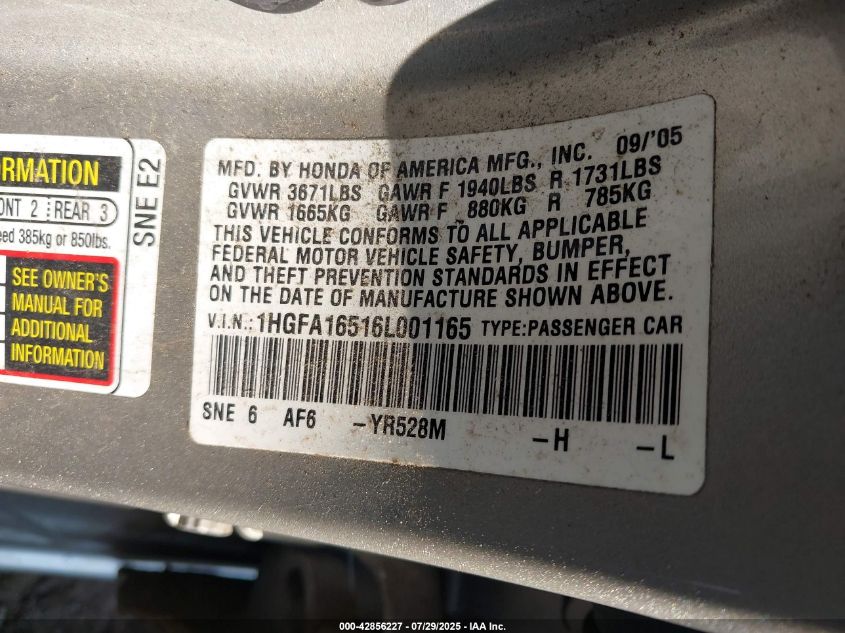 ORMATION
ONT 2 REAR 3
eed 385kg or 850lbs.
SEE OWNER'S
MANUAL FOR
ADDITIONAL
INFORMATION
SNE E2
MFD. BY HONDA OF AMERICA MFG., INC. 09/'05
GVWR 3671LBS GAWR F 1940LBS R 1731LBS
GVWR 1665KG GAWR F 880KG R 785KG
THIS VEHICLE CONFORMS TO ALL APPLICABLE
FEDERAL MOTOR VEHICLE SAFETY, BUMPER,
AND THEFT PREVENTION STANDARDS IN EFFECT
ON THE DATE OF MANUFACTURE SHOWN ABOVE.
V.I.N.: 1HGFA16516L001165 TYPE:PASSENGER CAR
SNE 6 AF6 -YR528M -H -L
000-42856227 - 07/29/2025 - IAA Inc.